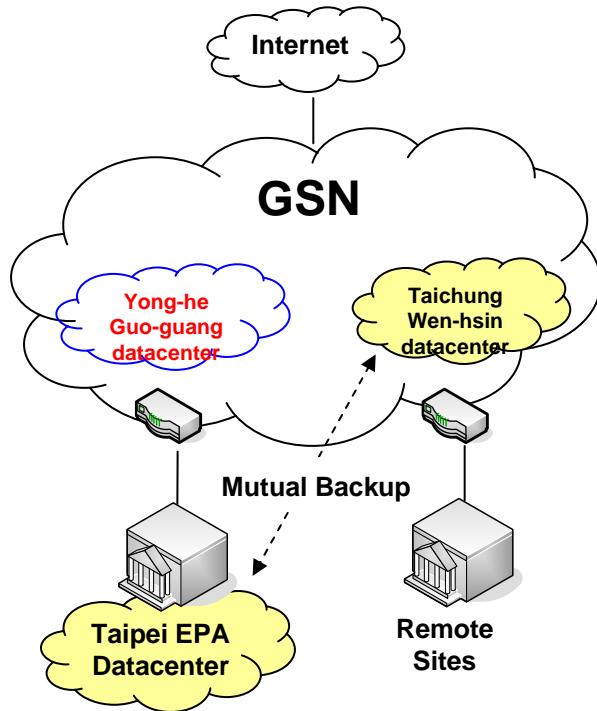 Internet
GSN
Yong-he
Guo-guang
datacenter
Taichung
Wen-hsin
datacenter
Mutual Backup
Taipei EPA
Datacenter
Remote
Sites